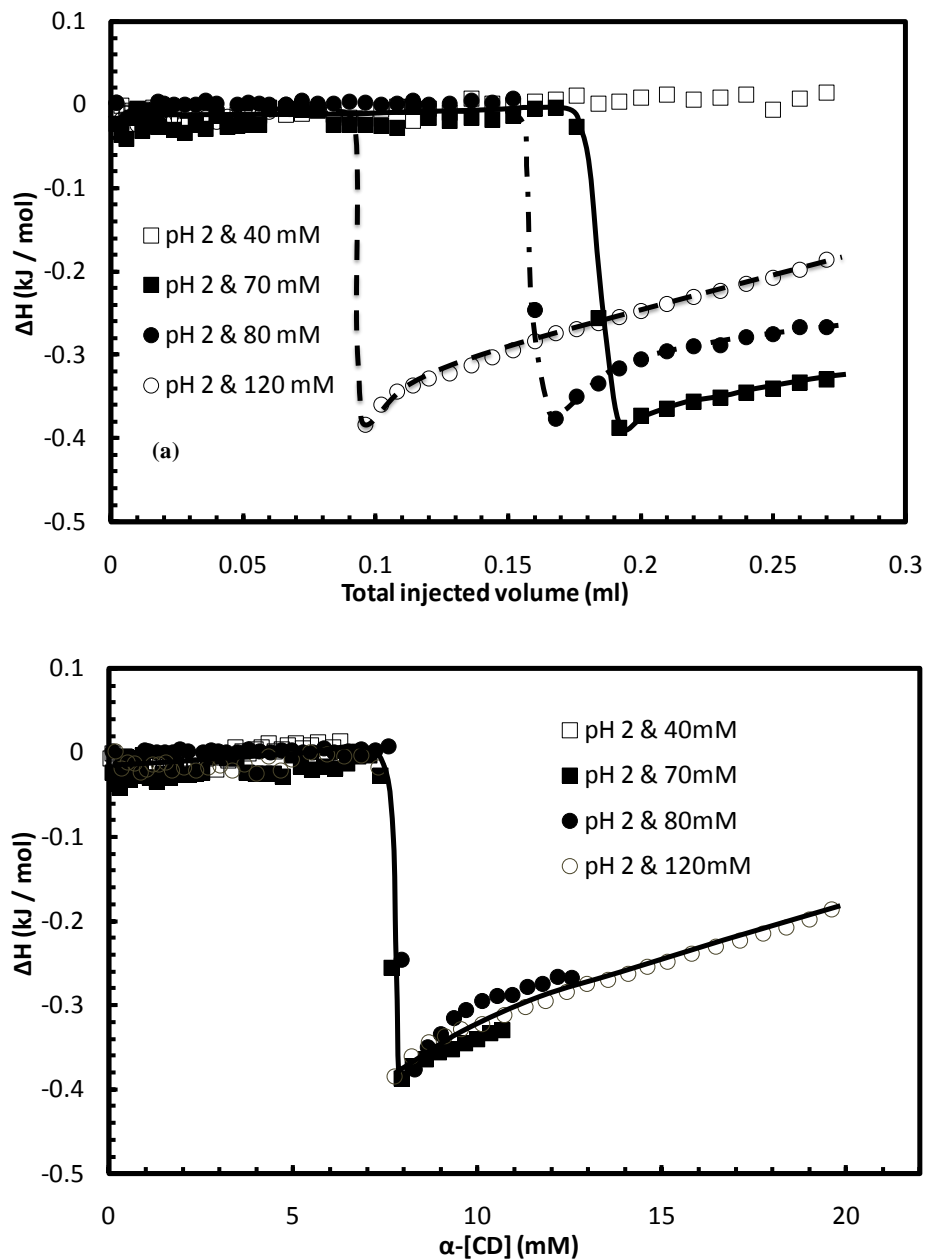 0.1
0
-0.1
-0.2
-0.3
-0.4
-0.5
ΔH (kJ / mol)
pH 2 & 40 mM
pH 2 & 70 mM
pH 2 & 80 mM
pH 2 & 120 mM
(a)
0 0.05 0.1 0.15 0.2 0.25 0.3
Total injected volume (ml)
0.1
0
-0.1
-0.2
-0.3
-0.4
-0.5
ΔH (kJ / mol)
pH 2 & 40mM
pH 2 & 70mM
pH 2 & 80mM
pH 2 & 120mM
0 5 10 15 20
α-[CD] (mM)